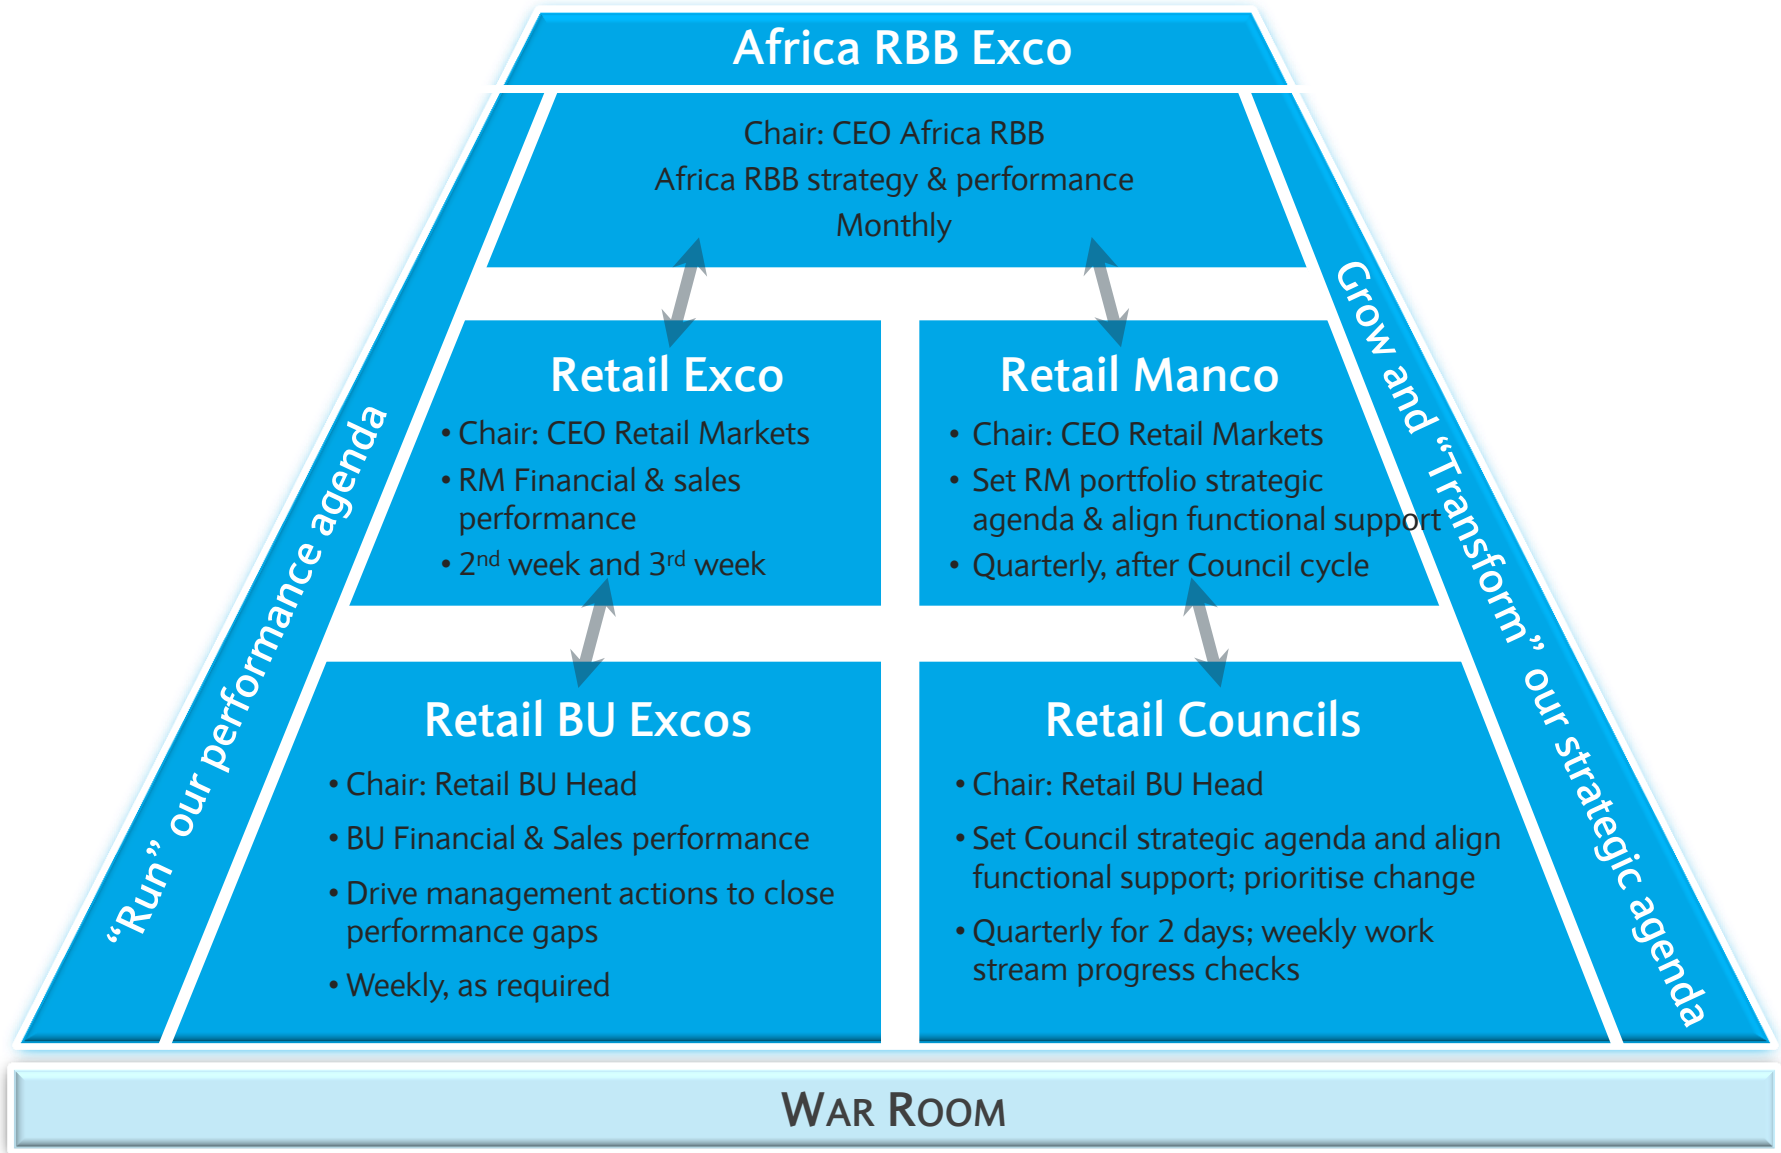 Africa RBB Exco
Chair: CEO Africa RBB
Africa RBB strategy & performance
Monthly
"Run" our performance agenda
Grow and "Transform" our strategic agenda
Retail Exco
• Chair: CEO Retail Markets
• RM Financial & sales
performance
• 2nd week and 3rd week
Retail Manco
• Chair: CEO Retail Markets
• Set RM portfolio strategic
agenda & align functional support
• Quarterly, after Council cycle
Retail BU Excos
• Chair: Retail BU Head
• BU Financial & Sales performance
• Drive management actions to close
performance gaps
• Weekly, as required
Retail Councils
• Chair: Retail BU Head
• Set Council strategic agenda and align
functional support; prioritise change
• Quarterly for 2 days; weekly work
stream progress checks
WAR ROOM